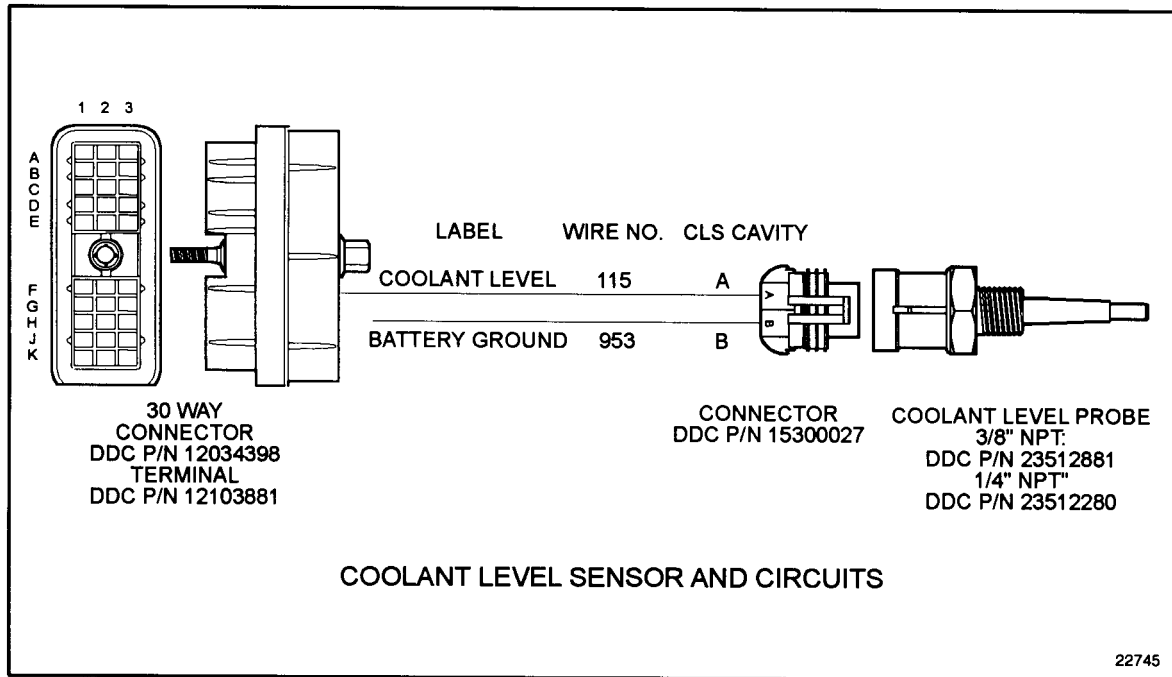 1 2 3
A
B
C
D
E
F
G
H
J
K
LABEL WIRE NO. CLS CAVITY
COOLANT LEVEL 115 A
BATTERY GROUND 953 B
A
B
30 WAY
CONNECTOR
DDC P/N 12034398
TERMINAL
DDC P/N 12103881
CONNECTOR
DDC P/N 15300027
COOLANT LEVEL PROBE
3/8" NPT:
DDC P/N 23512881
1/4" NPT"
DDC P/N 23512280
COOLANT LEVEL SENSOR AND CIRCUITS
22745